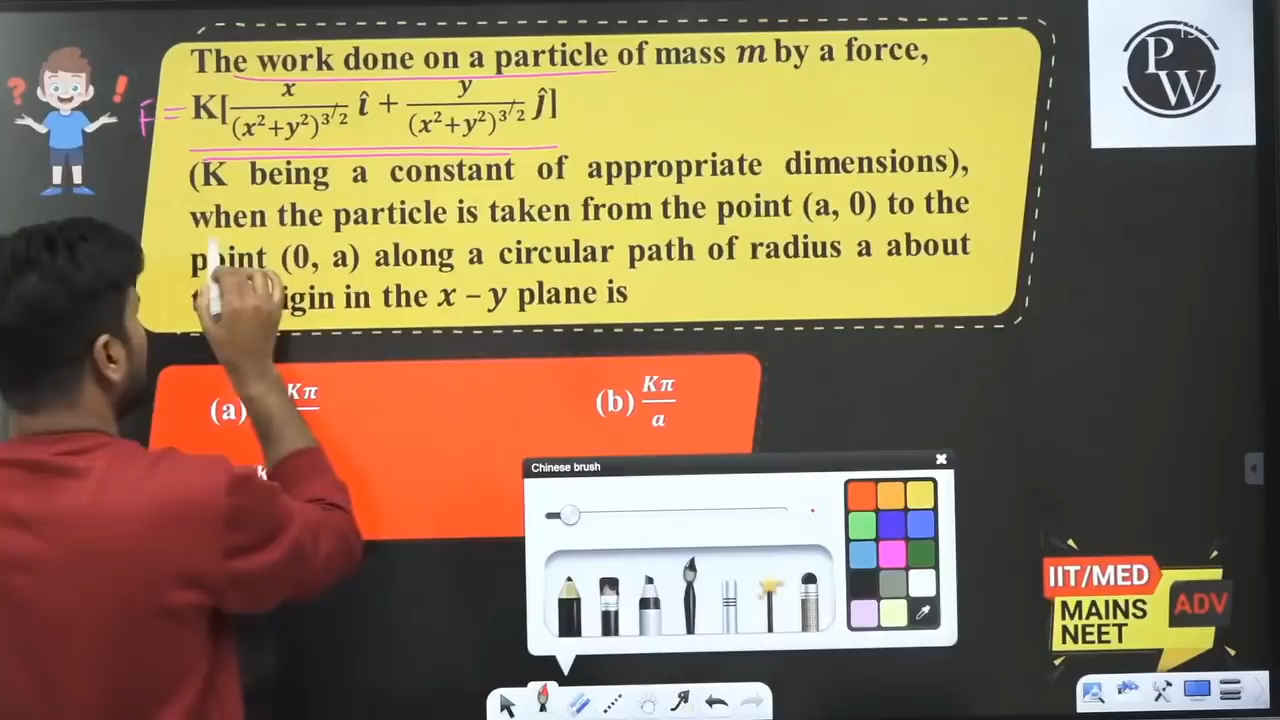 The work done on a particle of mass m by a force,
F = K[x/(x²+y²)^3/2 î + y/(x²+y²)^3/2 ĵ]
(K being a constant of appropriate dimensions),
when the particle is taken from the point (a, 0) to the
point (0, a) along a circular path of radius a about
in in the x – y plane is
(a) Kπ
(b) Kπ/a
Chinese brush
P
W
IIT/MED
MAINS
NEET
ADV
? !